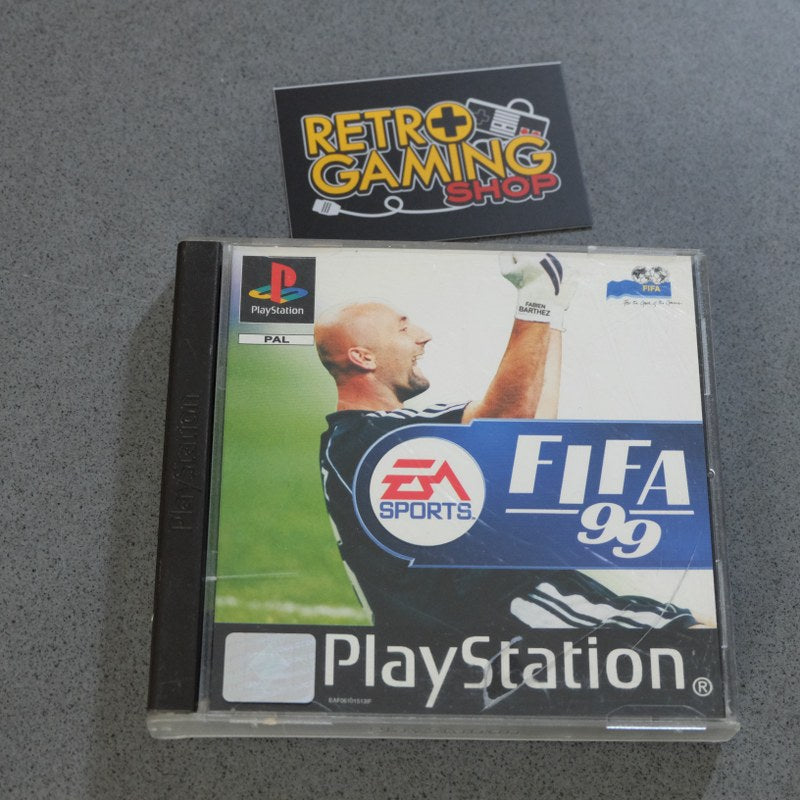 RETRO
GAMING
SHOP
PlayStation
PAL
FABIEN
BARTHEZ
FIFA
For the Good of the Game
EA
SPORTS
FIFA
99
PlayStation
PlayStation®